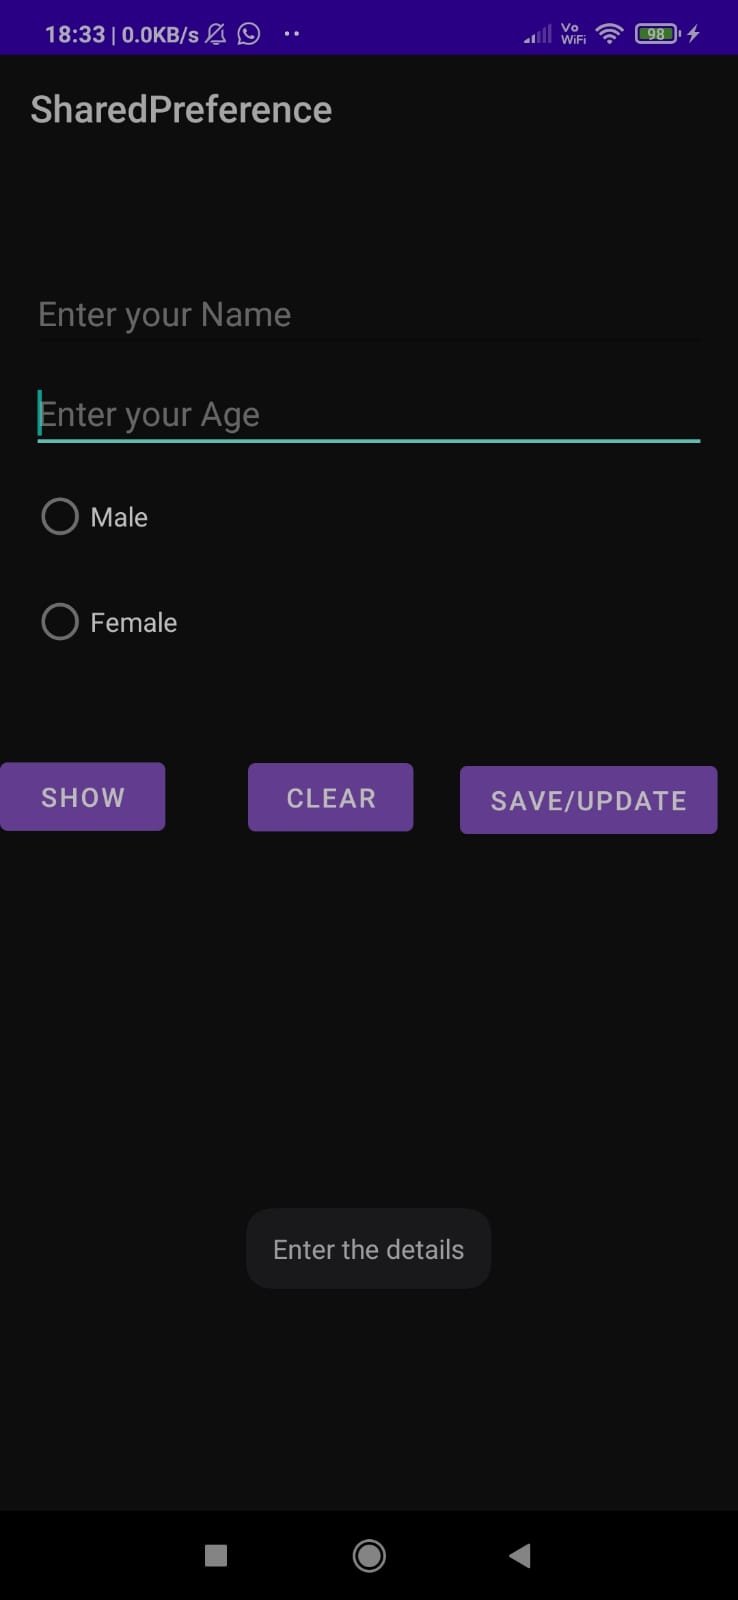 18:33 | 0.0KB/s Vo WiFi 98
SharedPreference
Enter your Name
Enter your Age
Male
Female
SHOW CLEAR SAVE/UPDATE
Enter the details